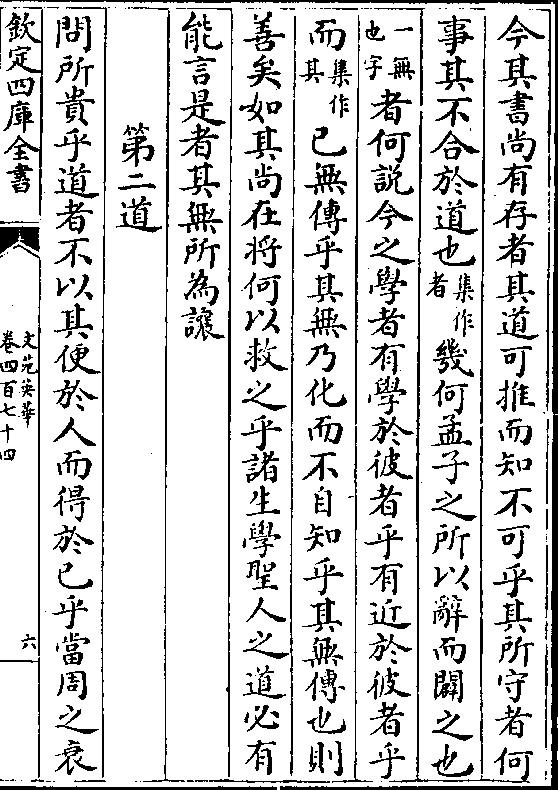 今其書尚有存者其道可推而知不可乎其所守者何
事其不合於道也集作者幾何孟子之所以辭而闢之也
一無也字者何説今之學者有學於彼者乎有近於彼者乎
而集作其已無傳乎其無乃化而不自知乎其無傳也則
善矣如其尚在将何以救之乎諸生學聖人之道必有
能言是者其無所為讓
第二道
問所貴乎道者不以其便於人而得於已乎當周之衰
欽定四庫全書
文苑英華
卷四百七十四
六